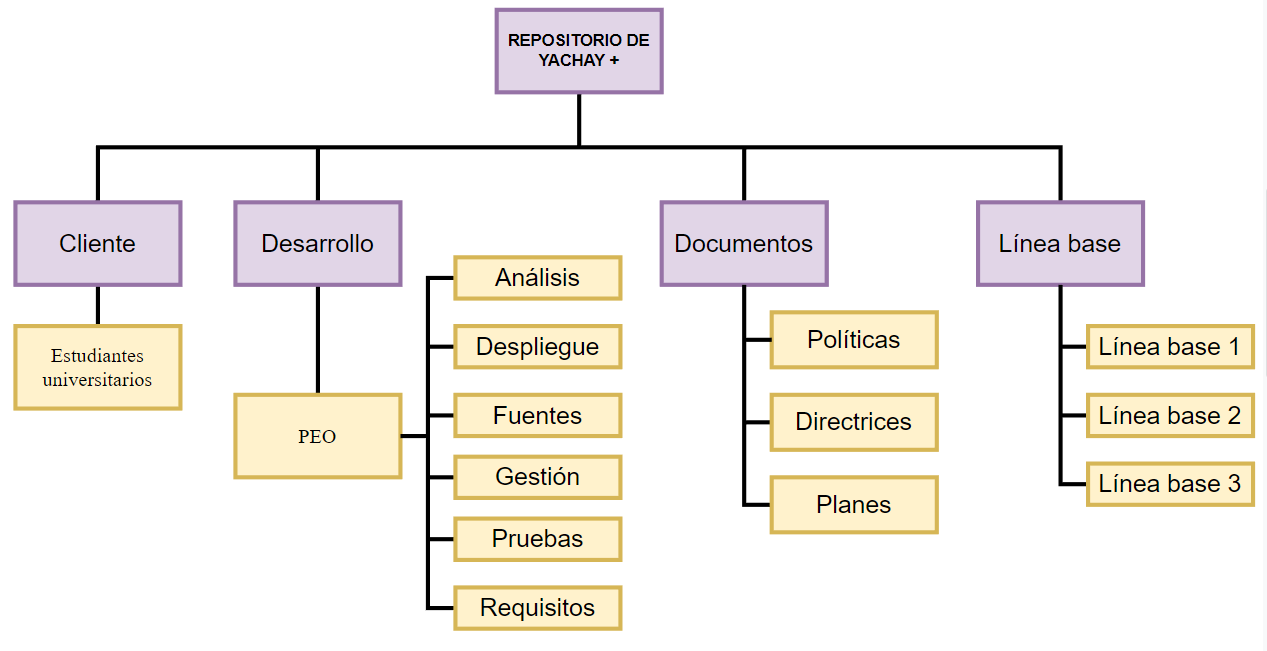 REPOSITORIO DE
YACHAY +
Cliente
Desarrollo
Documentos
Línea base
Estudiantes
universitarios
PEO
Análisis
Despliegue
Fuentes
Gestión
Pruebas
Requisitos
Políticas
Directrices
Planes
Línea base 1
Línea base 2
Línea base 3